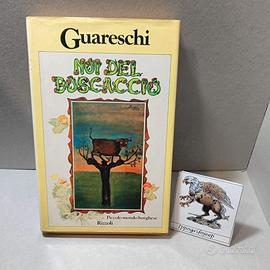 Guareschi
NOI DEL
BOSCACCIO
Piccolo mondo borghese
Rizzoli